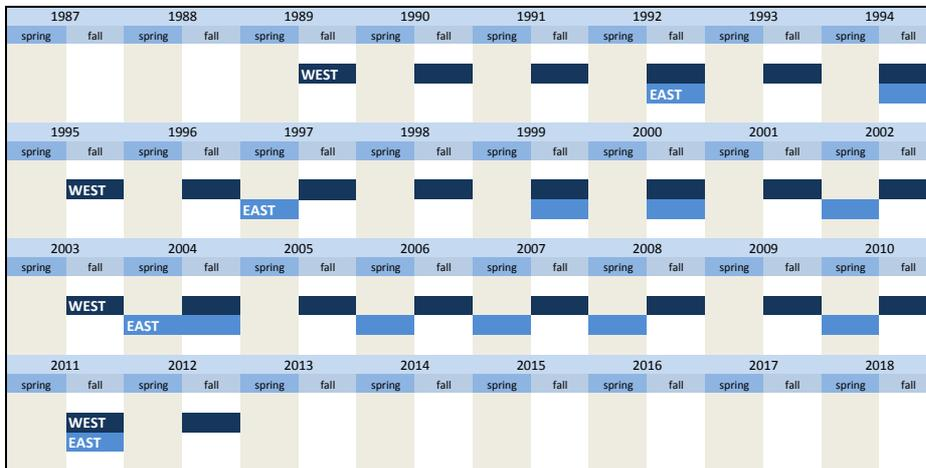 1987 1988 1989 1990 1991 1992 1993 1994
spring fall spring fall spring fall spring fall spring fall spring fall spring fall spring fall
WEST
EAST
1995 1996 1997 1998 1999 2000 2001 2002
spring fall spring fall spring fall spring fall spring fall spring fall spring fall spring fall
WEST
EAST
2003 2004 2005 2006 2007 2008 2009 2010
spring fall spring fall spring fall spring fall spring fall spring fall spring fall spring fall
WEST
EAST
2011 2012 2013 2014 2015 2016 2017 2018
spring fall spring fall spring fall spring fall spring fall spring fall spring fall spring fall
WEST
EAST